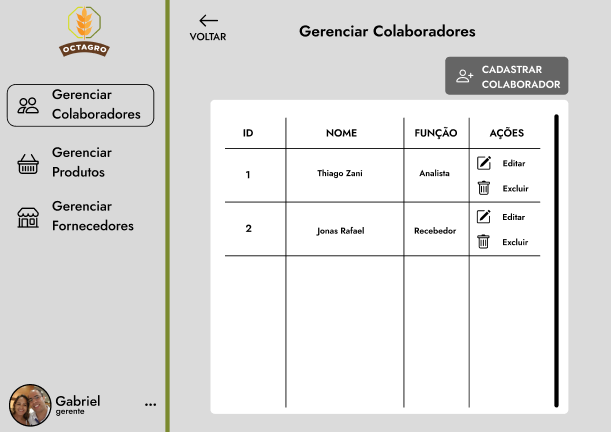 OCTAGRO
Gerenciar
Colaboradores
Gerenciar
Produtos
Gerenciar
Fornecedores
Gabriel
gerente
...
VOLTAR
Gerenciar Colaboradores
CADASTRAR
COLABORADOR
ID NOME FUNÇÃO AÇÕES
1 Thiago Zani Analista Editar
Excluir
2 Jonas Rafael Recebedor Editar
Excluir